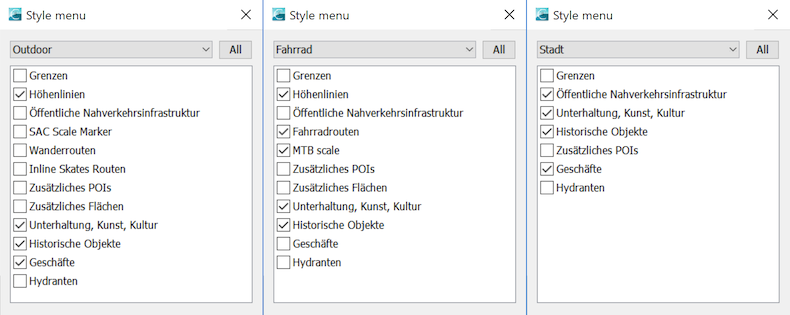 Style menu
Outdoor
All
Grenzen
Höhenlinien
Öffentliche Nahverkehrsinfrastruktur
SAC Scale Marker
Wanderrouten
Inline Skates Routen
Zusätzliches POIs
Zusätzlichen Flächen
Unterhaltung, Kunst, Kultur
Historische Objekte
Geschäfte
Hydranten
Style menu
Fahrrad
All
Grenzen
Höhenlinien
Öffentliche Nahverkehrsinfrastruktur
Fahrradrouten
MTB scale
Zusätzliches POIs
Zusätzlichen Flächen
Unterhaltung, Kunst, Kultur
Historische Objekte
Geschäfte
Hydranten
Style menu
Stadt
All
Grenzen
Öffentliche Nahverkehrsinfrastruktur
Unterhaltung, Kunst, Kultur
Historische Objekte
Zusätzliches POIs
Geschäfte
Hydranten